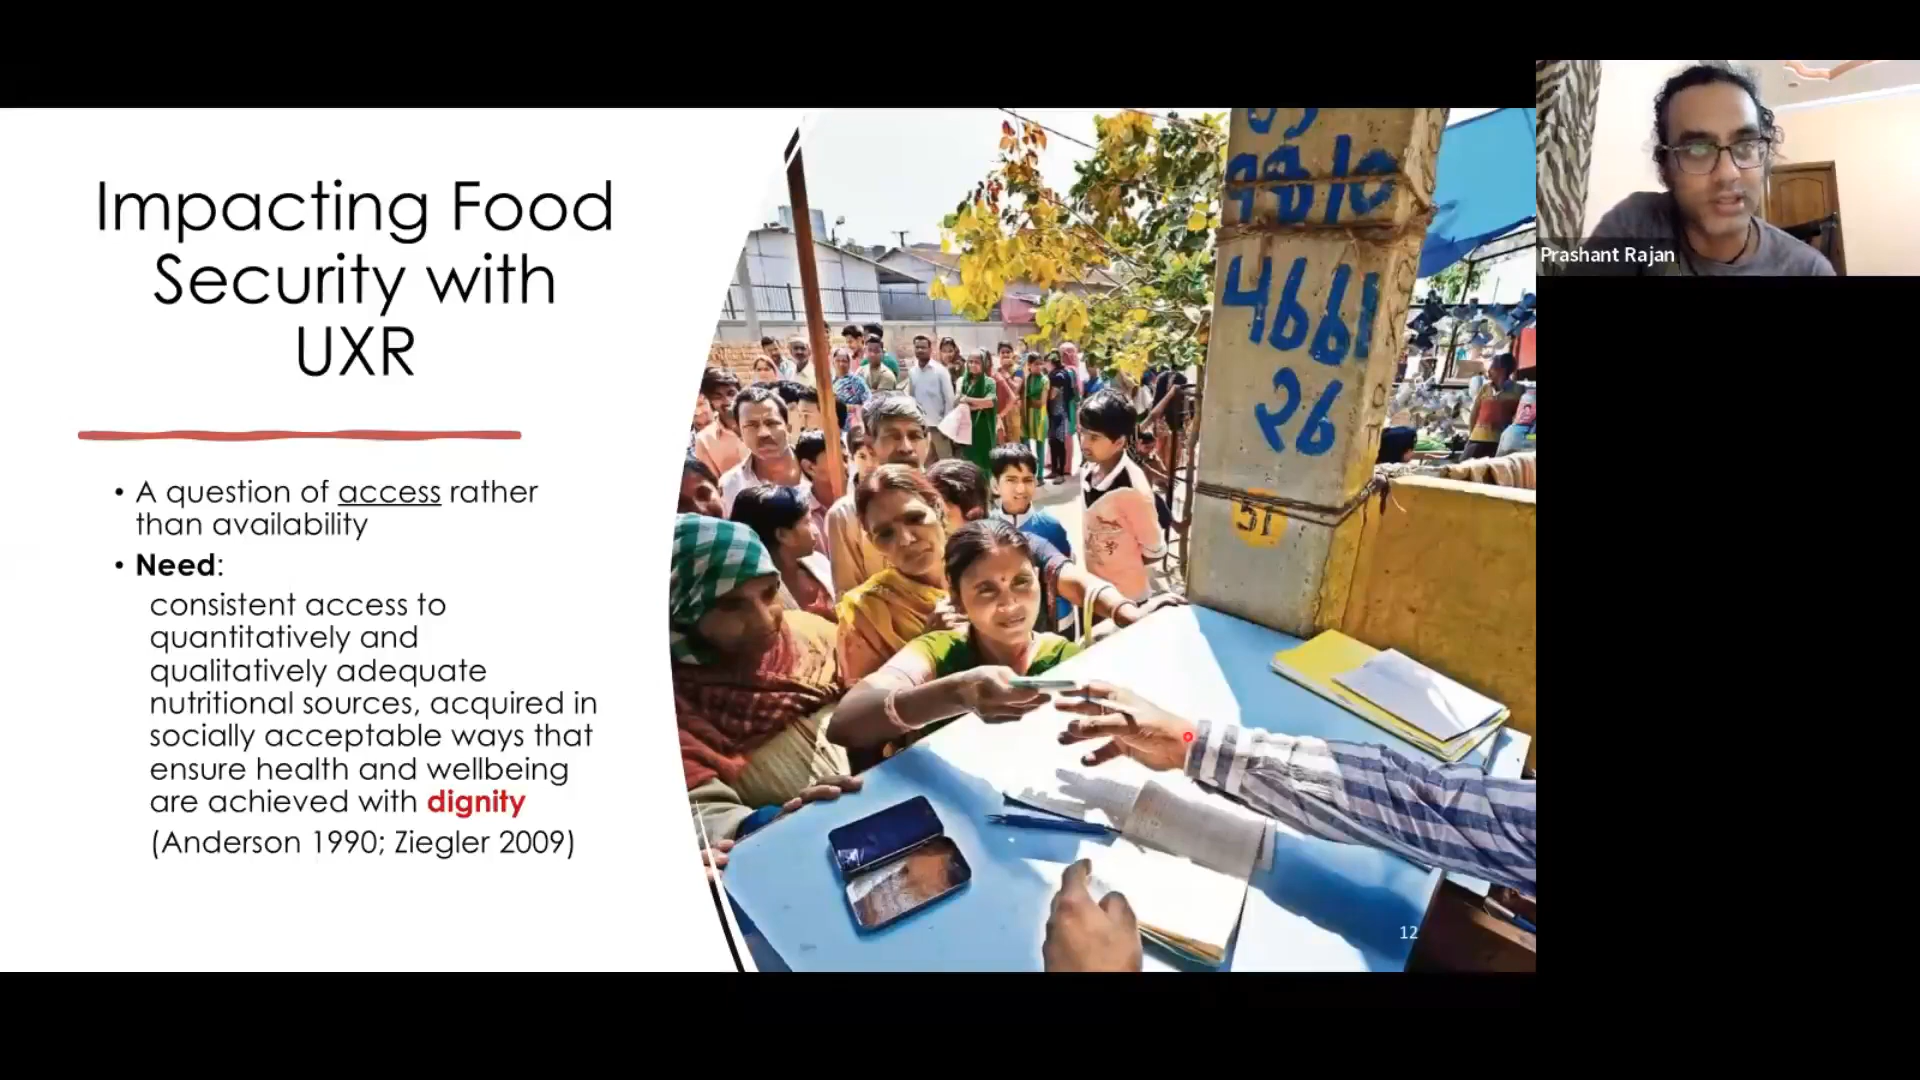 Impacting Food
Security with
UXR
• A question of access rather
than availability
• Need:
consistent access to
quantitatively and
qualitatively adequate
nutritional sources, acquired in
socially acceptable ways that
ensure health and wellbeing
are achieved with dignity
(Anderson 1990; Ziegler 2009)
4661
26
51
12
Prashant Rajan